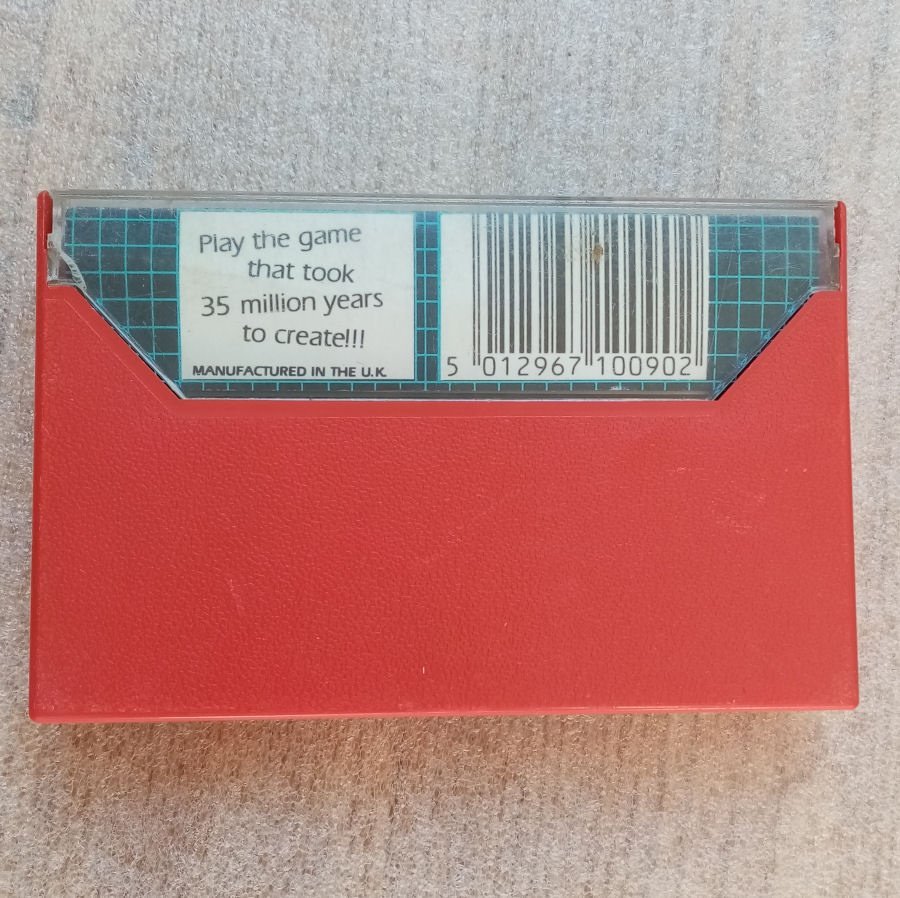 Play the game
that took
35 million years
to create!!!
MANUFACTURED IN THE U.K.
5 012967 100902